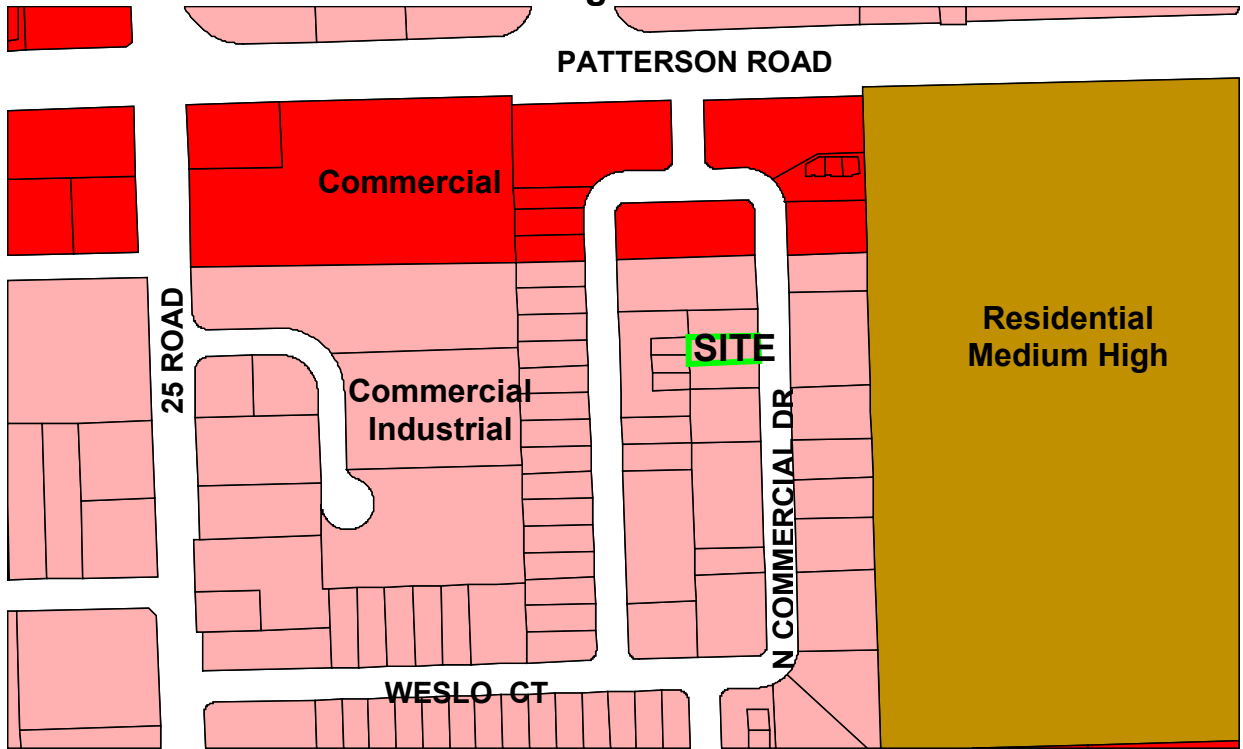 g
PATTERSON ROAD
Commercial
25 ROAD
SITE
Residential
Medium High
Commercial
Industrial
N COMMERCIAL DR
WESLO CT